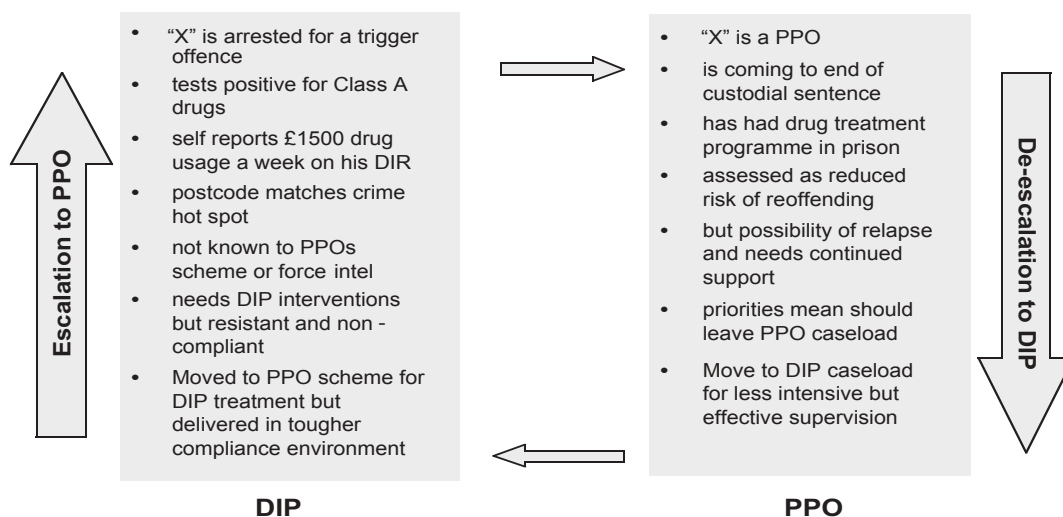 Escalation to PPO
• “X” is arrested for a trigger
offence
• tests positive for Class A
drugs
• self reports £1500 drug
usage a week on his DIR
• postcode matches crime
hot spot
• not known to PPOs
scheme or force intel
• needs DIP interventions
but resistant and non -
compliant
• Moved to PPO scheme for
DIP treatment but
delivered in tougher
compliance environment
DIP
• “X” is a PPO
• is coming to end of
custodial sentence
• has had drug treatment
programme in prison
• assessed as reduced
risk of reoffending
• but possibility of relapse
and needs continued
support
• priorities mean should
leave PPO caseload
• Move to DIP caseload
for less intensive but
effective supervision
PPO
De-escalation to DIP